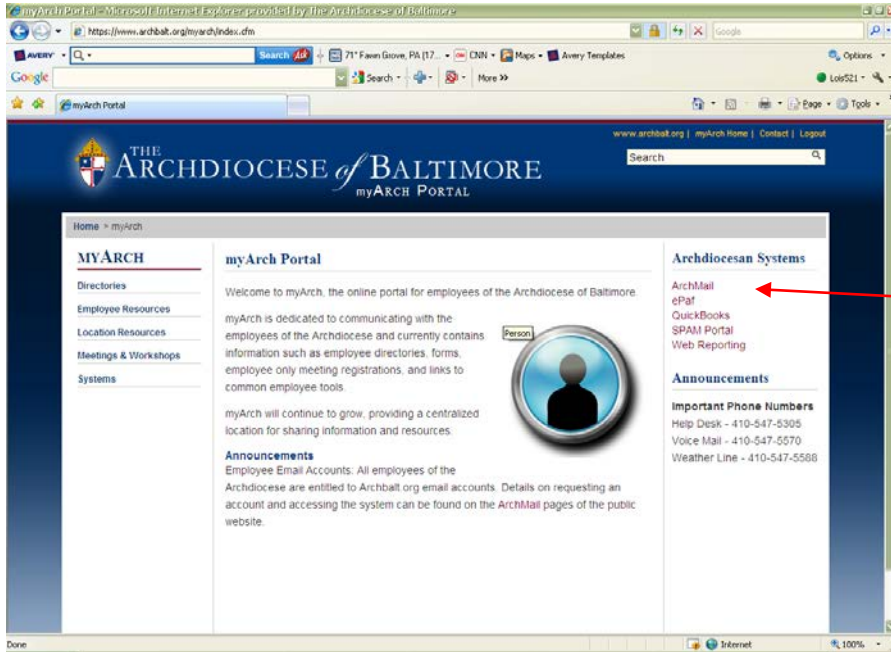 myArch Portal - Microsoft Internet Explorer provided by The Archdiocese of Baltimore
https://www.archbalt.org/myarch/index.cfm
Google
AVERY
Search
71° Fawn Grove, PA (17...
CNN
Maps
Avery Templates
Options
Google
Search
More »
Lois521
myArch Portal
Page
Tools
www.archbalt.org | myArch Home | Contact | Logout
Search
THE
ARCHDIOCESE of BALTIMORE
myARCH PORTAL
Home > myArch
MYARCH
Directories
Employee Resources
Location Resources
Meetings & Workshops
Systems
myArch Portal
Welcome to myArch, the online portal for employees of the Archdiocese of Baltimore.
myArch is dedicated to communicating with the
employees of the Archdiocese and currently contains
information such as employee directories, forms,
employee only meeting registrations, and links to
common employee tools.
Person
myArch will continue to grow, providing a centralized
location for sharing information and resources.
Announcements
Employee Email Accounts: All employees of the
Archdiocese are entitled to Archbalt.org email accounts. Details on requesting an
account and accessing the system can be found on the ArchMail pages of the public
website.
Archdiocesan Systems
ArchMail
ePaf
QuickBooks
SPAM Portal
Web Reporting
Announcements
Important Phone Numbers
Help Desk - 410-547-5305
Voice Mail - 410-547-5570
Weather Line - 410-547-5588
Done
Internet
100%